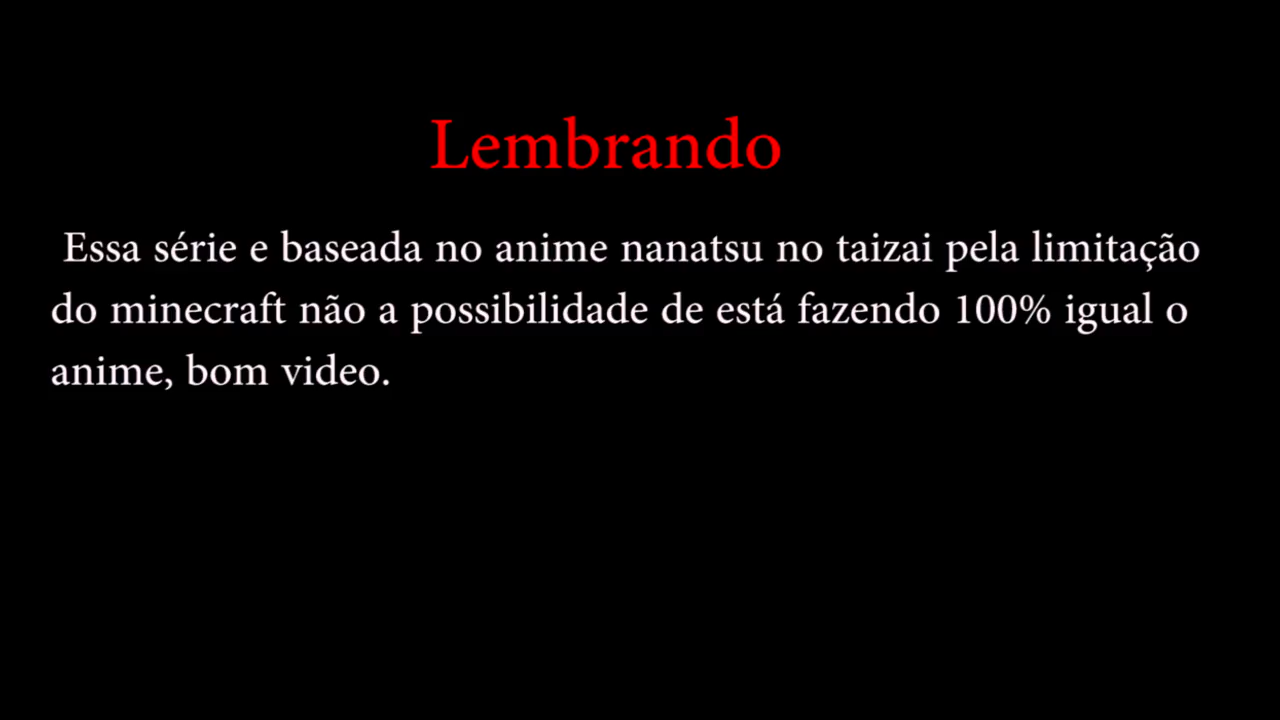 Lembrando
Essa série e baseada no anime nanatsu no taizai pela limitação
do minecraft não a possibilidade de está fazendo 100% igual o
anime, bom video.